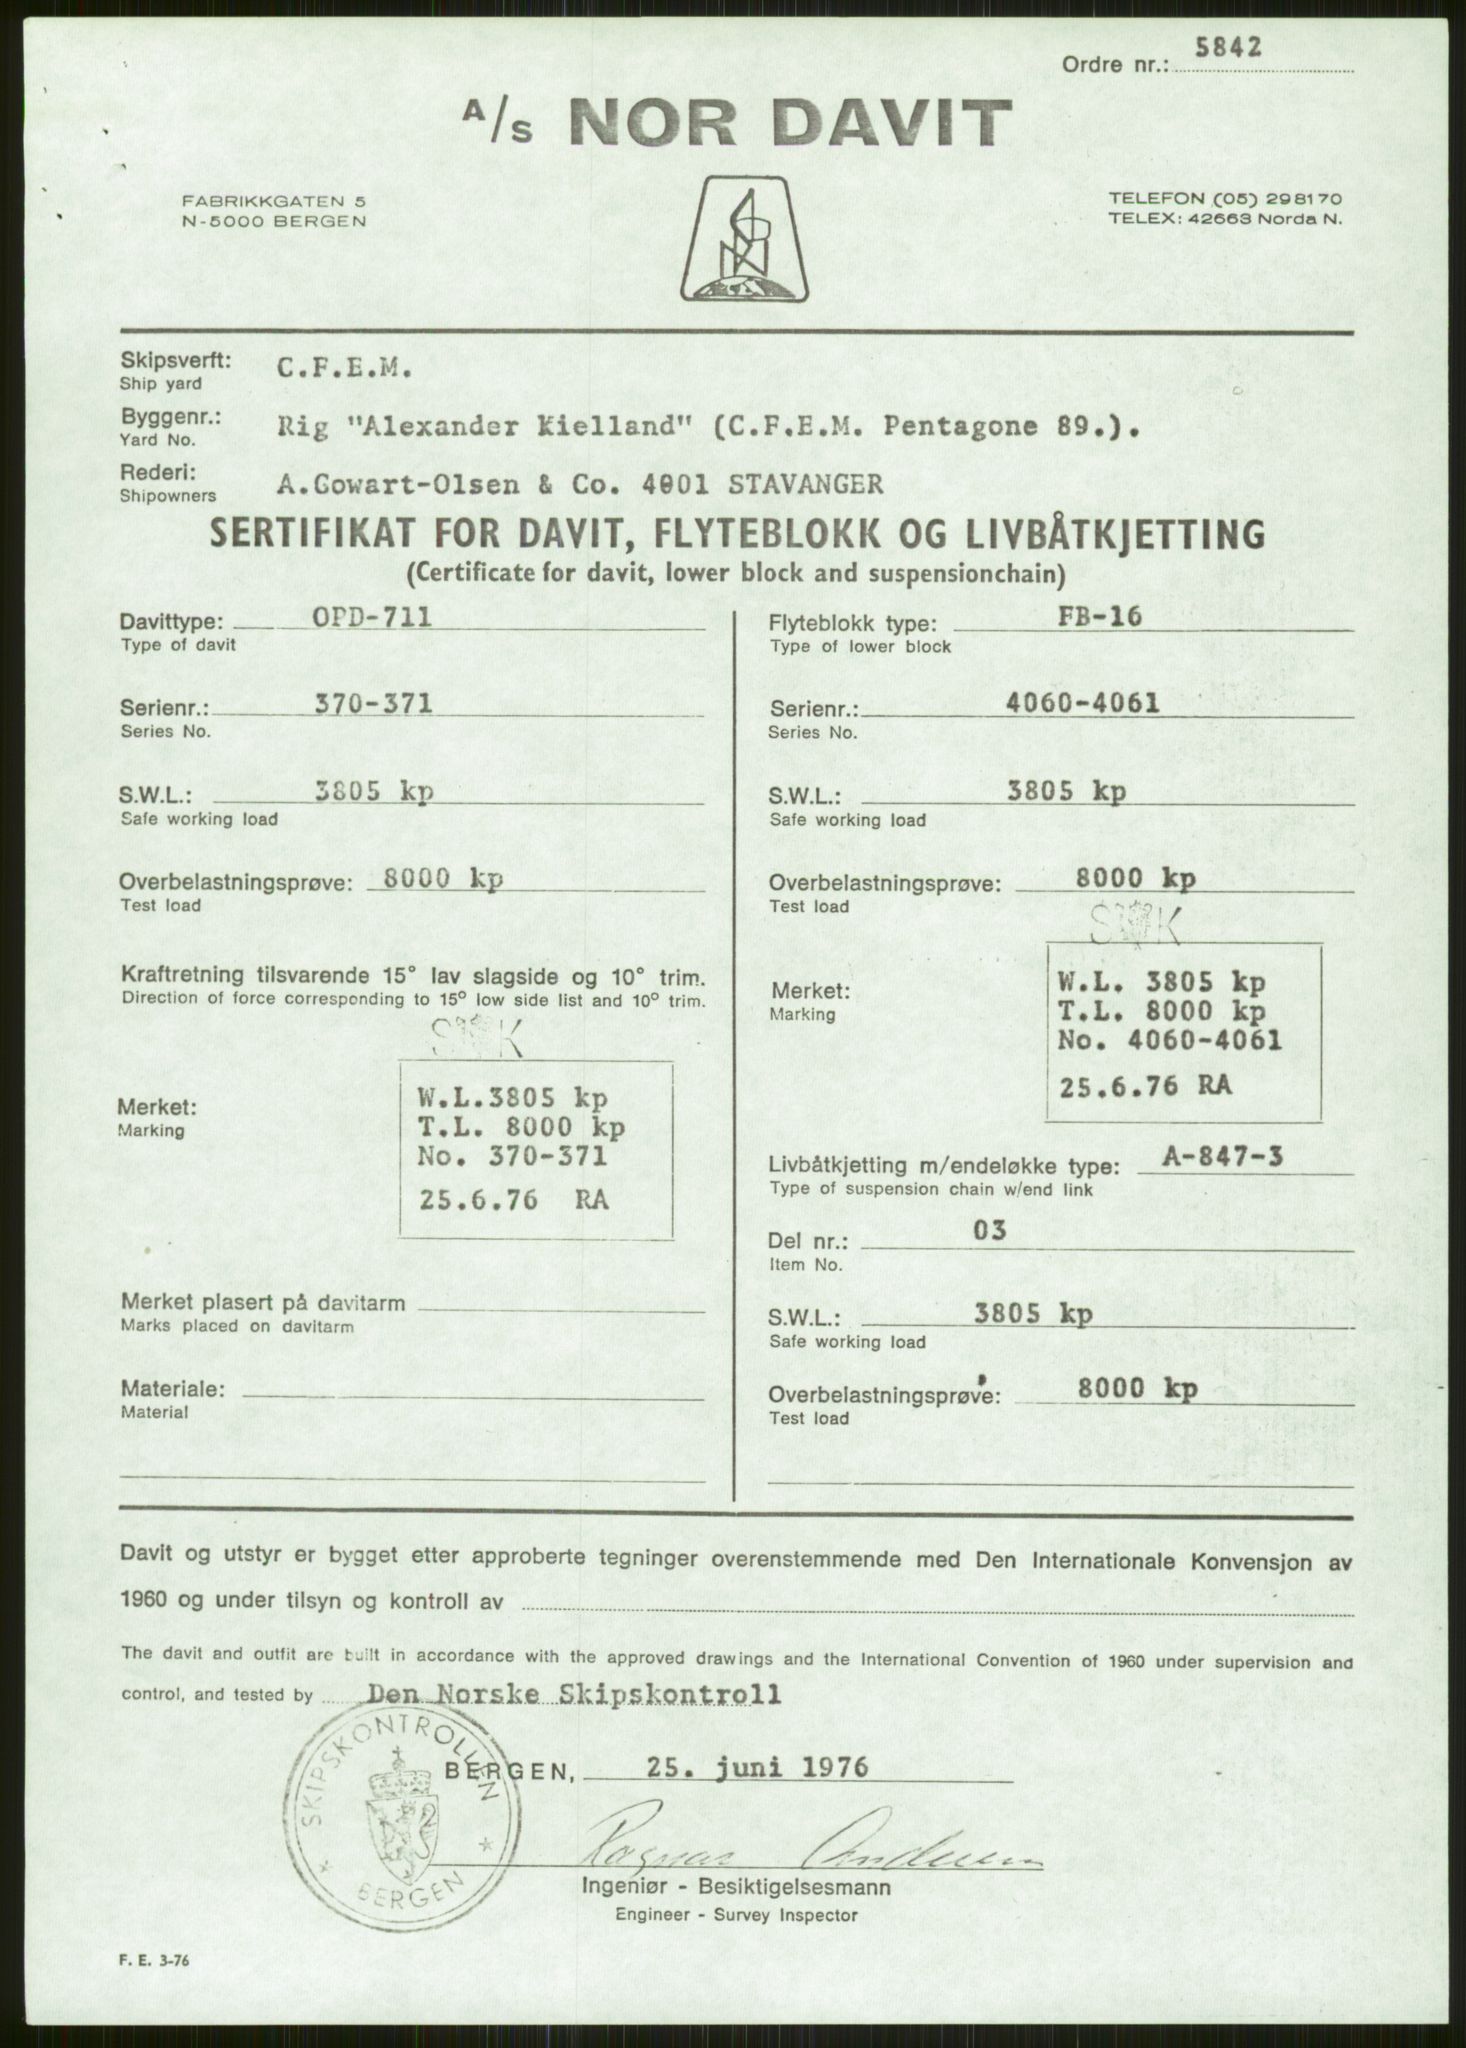 Ordre nr.: 5842
A/S NOR DAVIT
FABRIKKGATEN 5
N-5000 BERGEN
TELEFON (05) 298170
TELEX: 42663 Norda N.
Skipsverft: C.F.E.M.
Ship yard
Byggenr.: Rig "Alexander Kielland" (C.F.E.M. Pentagone 89.).
Yard No.
Rederi: A.Gowart-Olsen & Co. 4001 STAVANGER
Shipowners
SERTIFIKAT FOR DAVIT, FLYTEBLOKK OG LIVBÅTKJETTING
(Certificate for davit, lower block and suspensionchain)
Davittype: OPD-711
Type of davit
Serienr.: 370-371
Series No.
S.W.L.: 3805 kp
Safe working load
Overbelastningsprøve: 8000 kp
Test load
Kraftretning tilsvarende 15° lav slagside og 10° trim.
Direction of force corresponding to 15° low side list and 10° trim.
S K
Merket:
Marking
W.L.3805 kp
T.L. 8000 kp
No. 370-371
25.6.76 RA
Merket plasert på davitarm
Marks placed on davitarm
Materiale:
Material
Flyteblokk type: FB-16
Type of lower block
Serienr.: 4060-4061
Series No.
S.W.L.: 3805 kp
Safe working load
Overbelastningsprøve: 8000 kp
Test load
S K
Merket:
Marking
W.L. 3805 kp
T.L. 8000 kp
No. 4060-4061
25.6.76 RA
Livbåtkjetting m/endeløkke type: A-847-3
Type of suspension chain w/end link
Del nr.: 03
Item No.
S.W.L.: 3805 kp
Safe working load
Overbelastningsprøve: 8000 kp
Test load
Davit og utstyr er bygget etter approberte tegninger overenstemmende med Den Internationale Konvensjon av
1960 og under tilsyn og kontroll av
The davit and outfit are built in accordance with the approved drawings and the International Convention of 1960 under supervision and
control, and tested by Den Norske Skipskontroll
SKIPSKONTROLLEN
BERGEN
BERGEN, 25. juni 1976
Ragnar Andersen
Ingeniør - Besiktigelsesmann
Engineer - Survey Inspector
F. E. 3-76